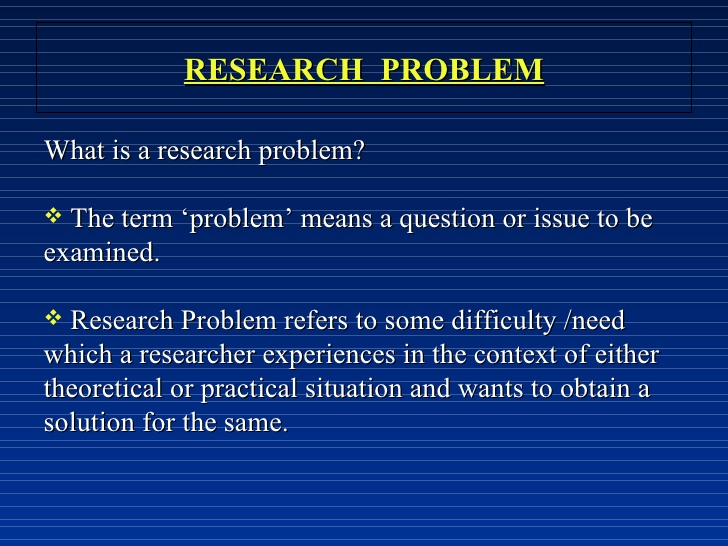 RESEARCH PROBLEM
What is a research problem?
❖ The term ‘problem’ means a question or issue to be
examined.
❖ Research Problem refers to some difficulty /need
which a researcher experiences in the context of either
theoretical or practical situation and wants to obtain a
solution for the same.